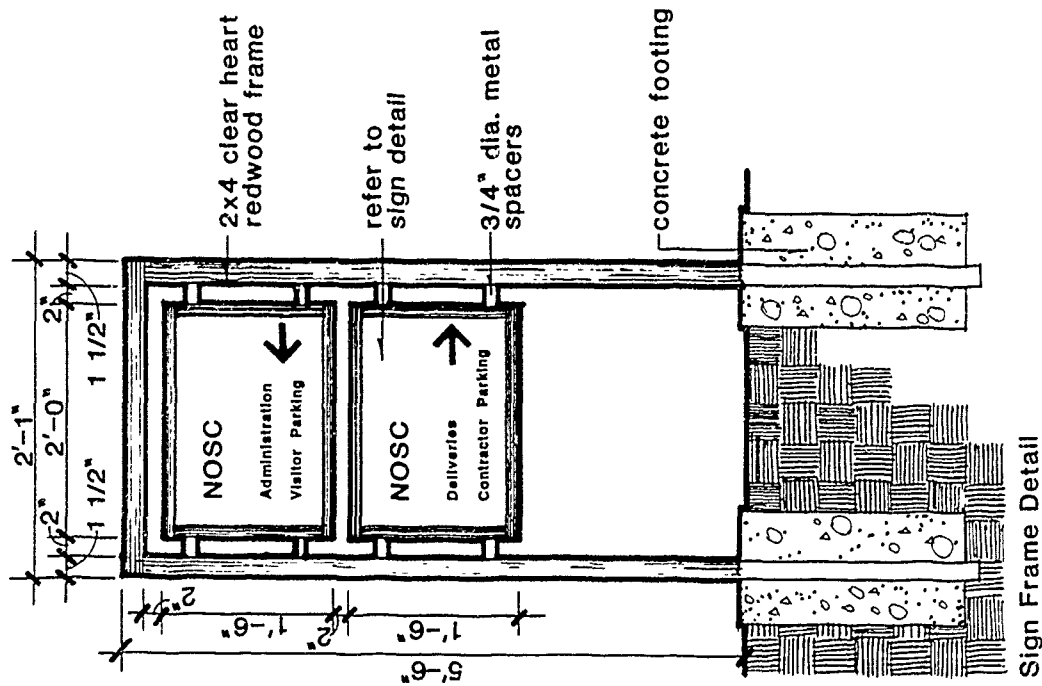 2'-1"
2" 2'-0" 2"
1 1/2" 1 1/2"
2x4 clear heart
redwood frame
refer to
sign detail
3/4" dia. metal
spacers
concrete footing
NOSC
Administration
Visitor Parking
NOSC
Deliveries
Contractor Parking
2"
1'-6"
2"
1'-6"
5'-6"
Sign Frame Detail